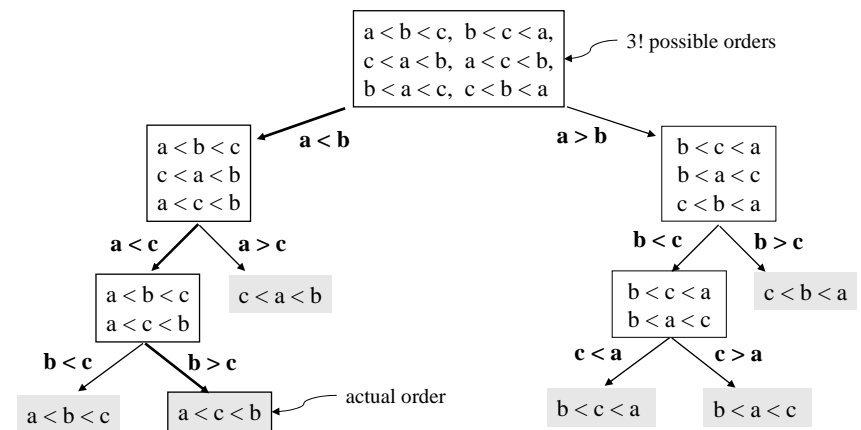 a < b < c, b < c < a,
c < a < b, a < c < b,
b < a < c, c < b < a
3! possible orders
a < b
a > b
a < b < c
c < a < b
a < c < b
b < c < a
b < a < c
c < b < a
a < c
a > c
b < c
b > c
a < b < c
a < c < b
c < a < b
b < c < a
b < a < c
c < b < a
b < c
b > c
c < a
c > a
a < b < c
a < c < b
actual order
b < c < a
b < a < c